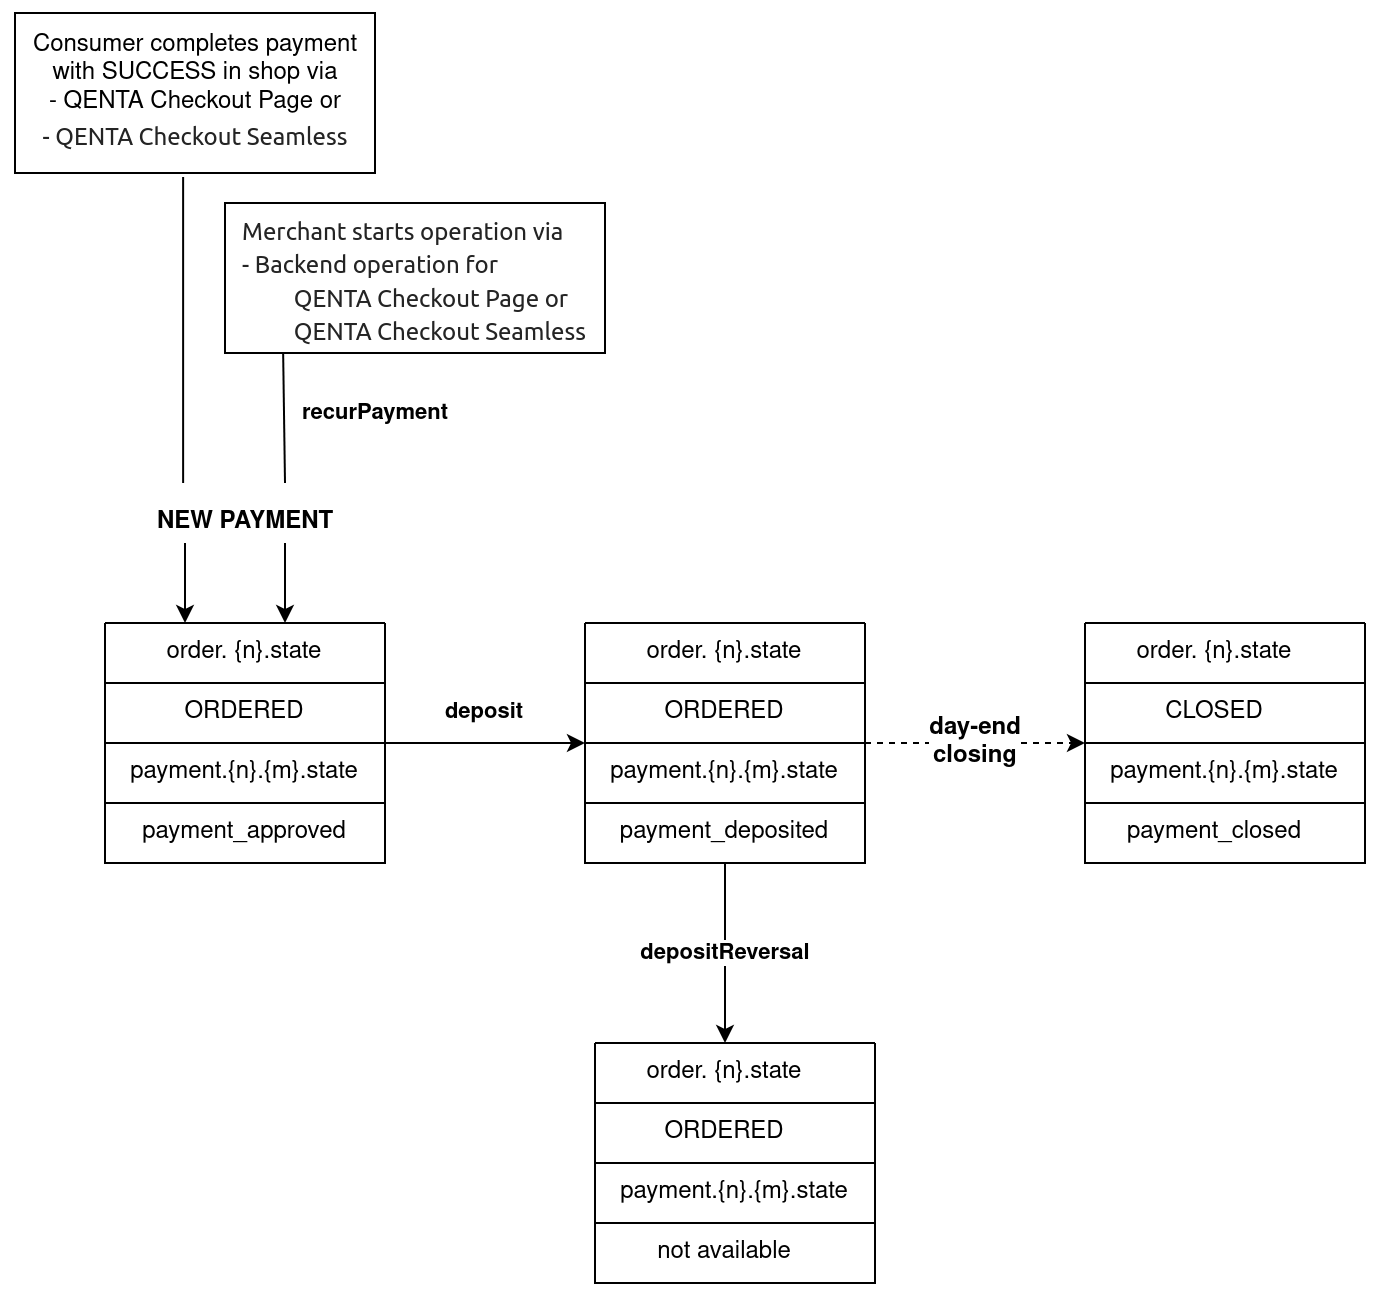 Consumer completes payment
with SUCCESS in shop via
- QENTA Checkout Page or
- QENTA Checkout Seamless
Merchant starts operation via
- Backend operation for
QENTA Checkout Page or
QENTA Checkout Seamless
recurPayment
NEW PAYMENT
order. {n}.state
ORDERED
payment.{n}.{m}.state
payment_approved
deposit
order. {n}.state
ORDERED
payment.{n}.{m}.state
payment_deposited
day-end
closing
order. {n}.state
CLOSED
payment.{n}.{m}.state
payment_closed
depositReversal
order. {n}.state
ORDERED
payment.{n}.{m}.state
not available